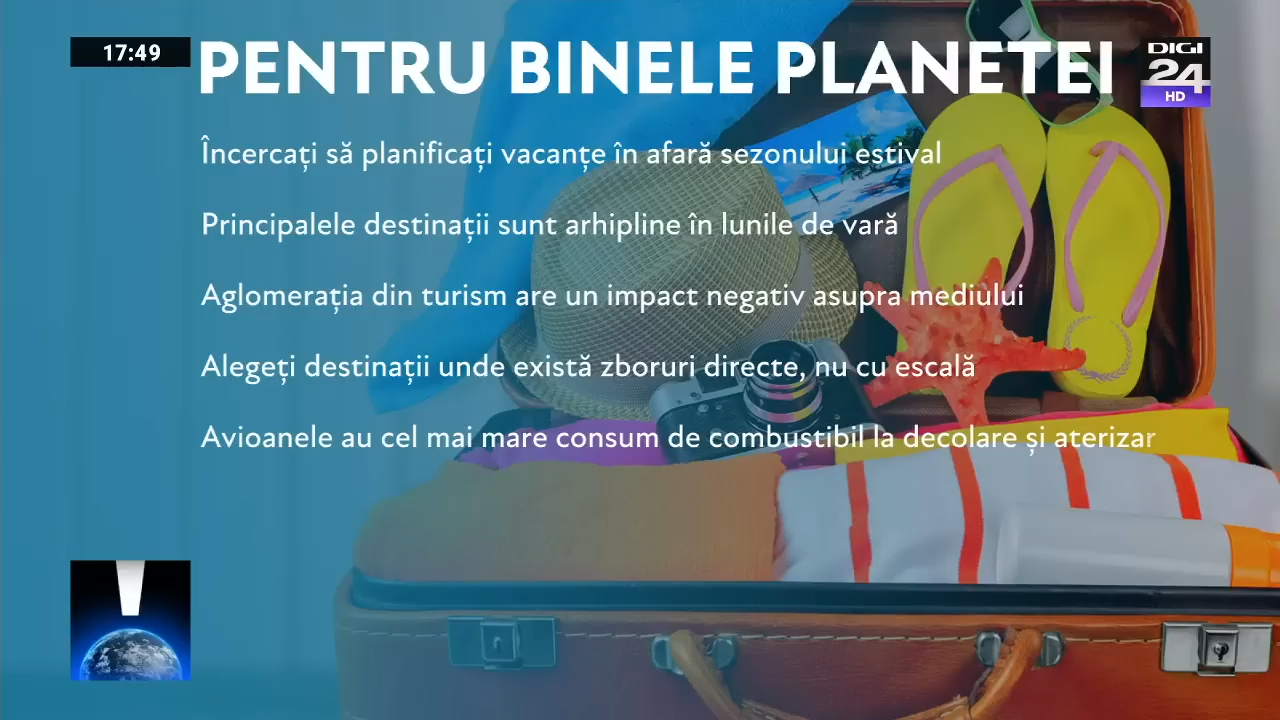 17:49
PENTRU BINELE PLANETEI
DIGI
24
HD
Încercați să planificați vacanțe în afară sezonului estival
Principalele destinații sunt arhipline în lunile de vară
Aglomerația din turism are un impact negativ asupra mediului
Alegeți destinații unde există zboruri directe, nu cu escală
Avioanele au cel mai mare consum de combustibil la decolare și aterizar